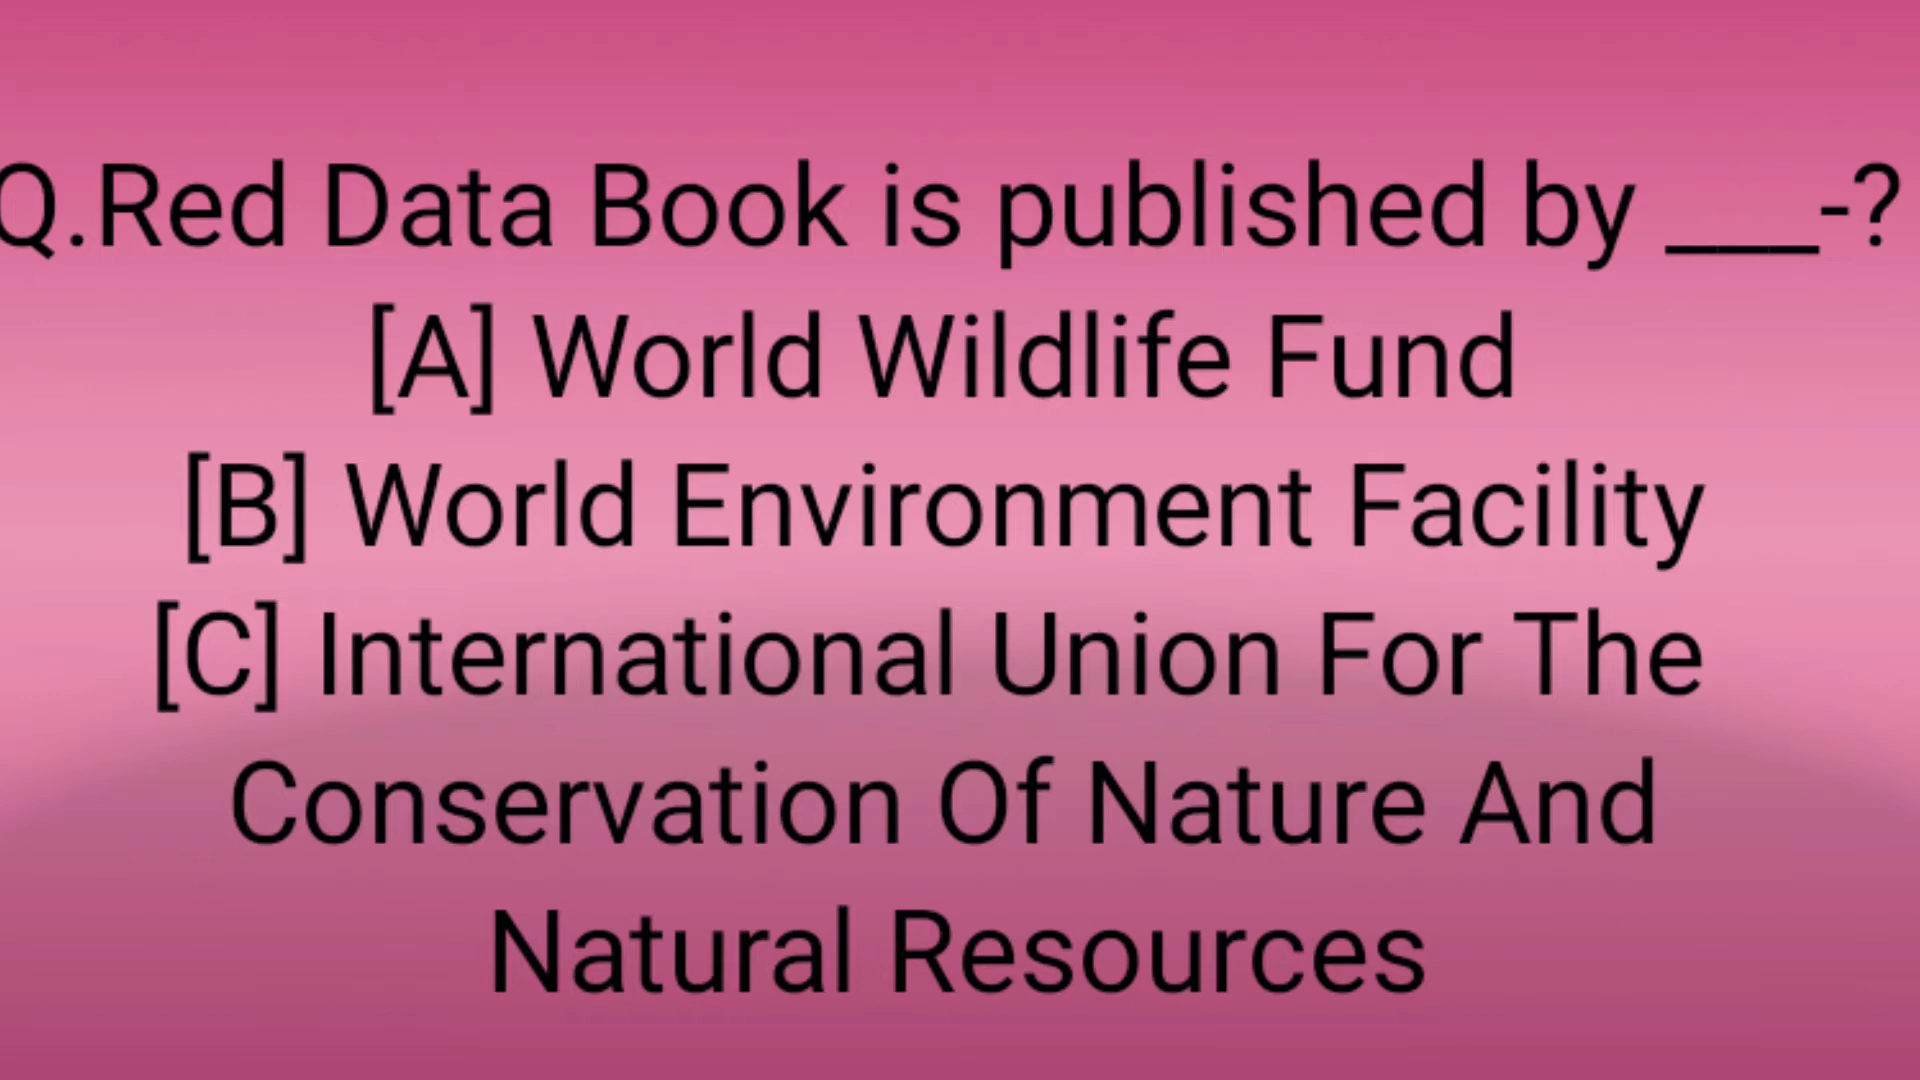 Q.Red Data Book is published by ___-?
[A] World Wildlife Fund
[B] World Environment Facility
[C] International Union For The
Conservation Of Nature And
Natural Resources